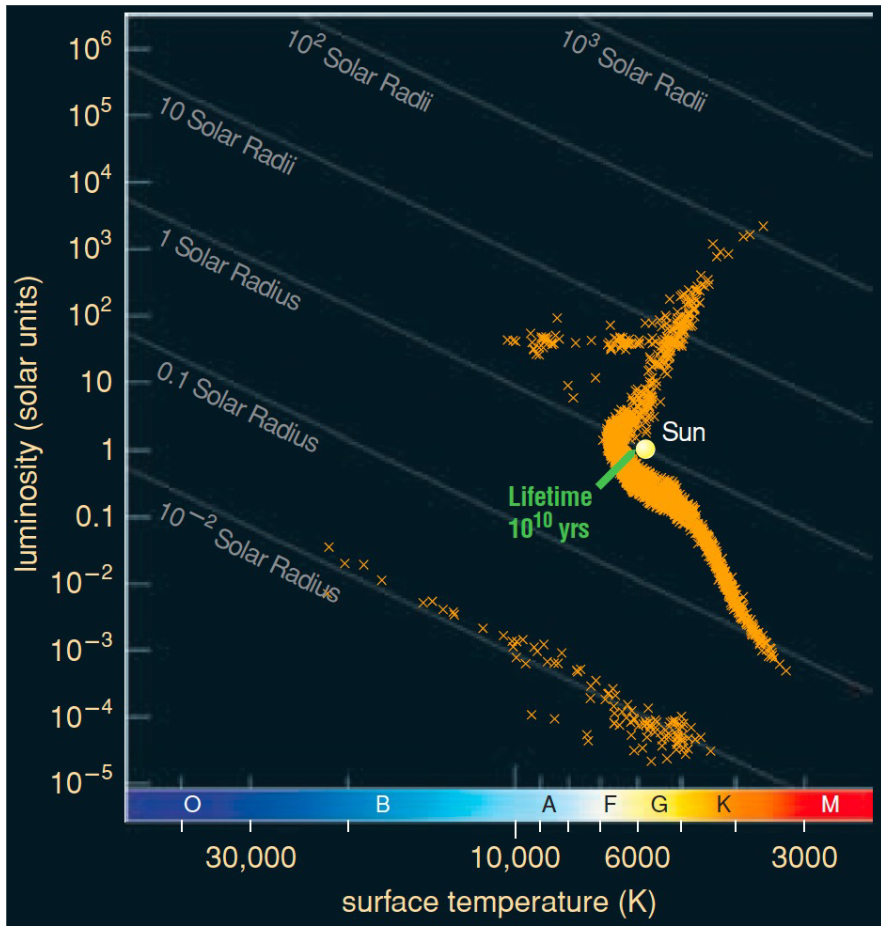 10² Solar Radii
10³ Solar Radii
10 Solar Radii
1 Solar Radius
0.1 Solar Radius
10⁻² Solar Radius
luminosity (solar units)
10⁶
10⁵
10⁴
10³
10²
10
1
0.1
10⁻²
10⁻³
10⁻⁴
10⁻⁵
Sun
Lifetime
10¹⁰ yrs
O B A F G K M
30,000 10,000 6000 3000
surface temperature (K)